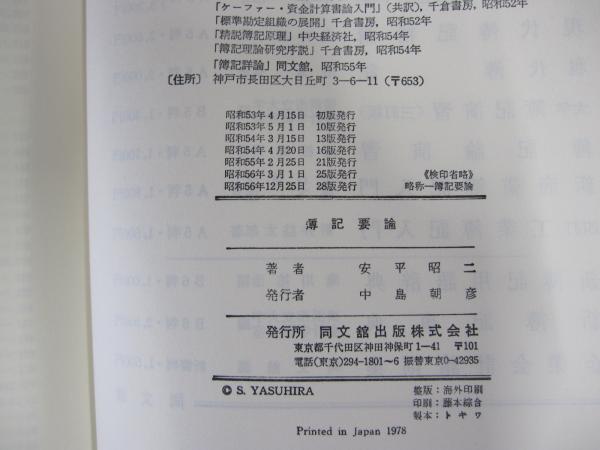 「ケーファー・資金計算書論入門」(共訳), 千倉書房, 昭和52年
「標準勘定組織の展開」千倉書房, 昭和52年
「精説簿記原理」中央経済社, 昭和54年
「簿記理論研究序説」千倉書房, 昭和54年
「簿記詳論」同文館, 昭和55年
〔住所〕 神戸市長田区大日丘町 3-6-11 (〒653)
昭和53年4月15日 初版発行
昭和53年5月1日 10版発行
昭和54年3月15日 13版発行
昭和54年4月20日 16版発行
昭和55年2月25日 21版発行
昭和56年3月1日 25版発行 《検印省略》
昭和56年12月25日 28版発行 略称―簿記要論
簿記要論
著者 安平昭二
発行者 中島朝彦
発行所 同文舘出版株式会社
東京都千代田区神田神保町1-41 〒101
電話(東京)294-1801~6 振替東京0-42935
© S. YASUHIRA
整版:海外印刷
印刷:藤本綜合
製本:トキワ
Printed in Japan 1978